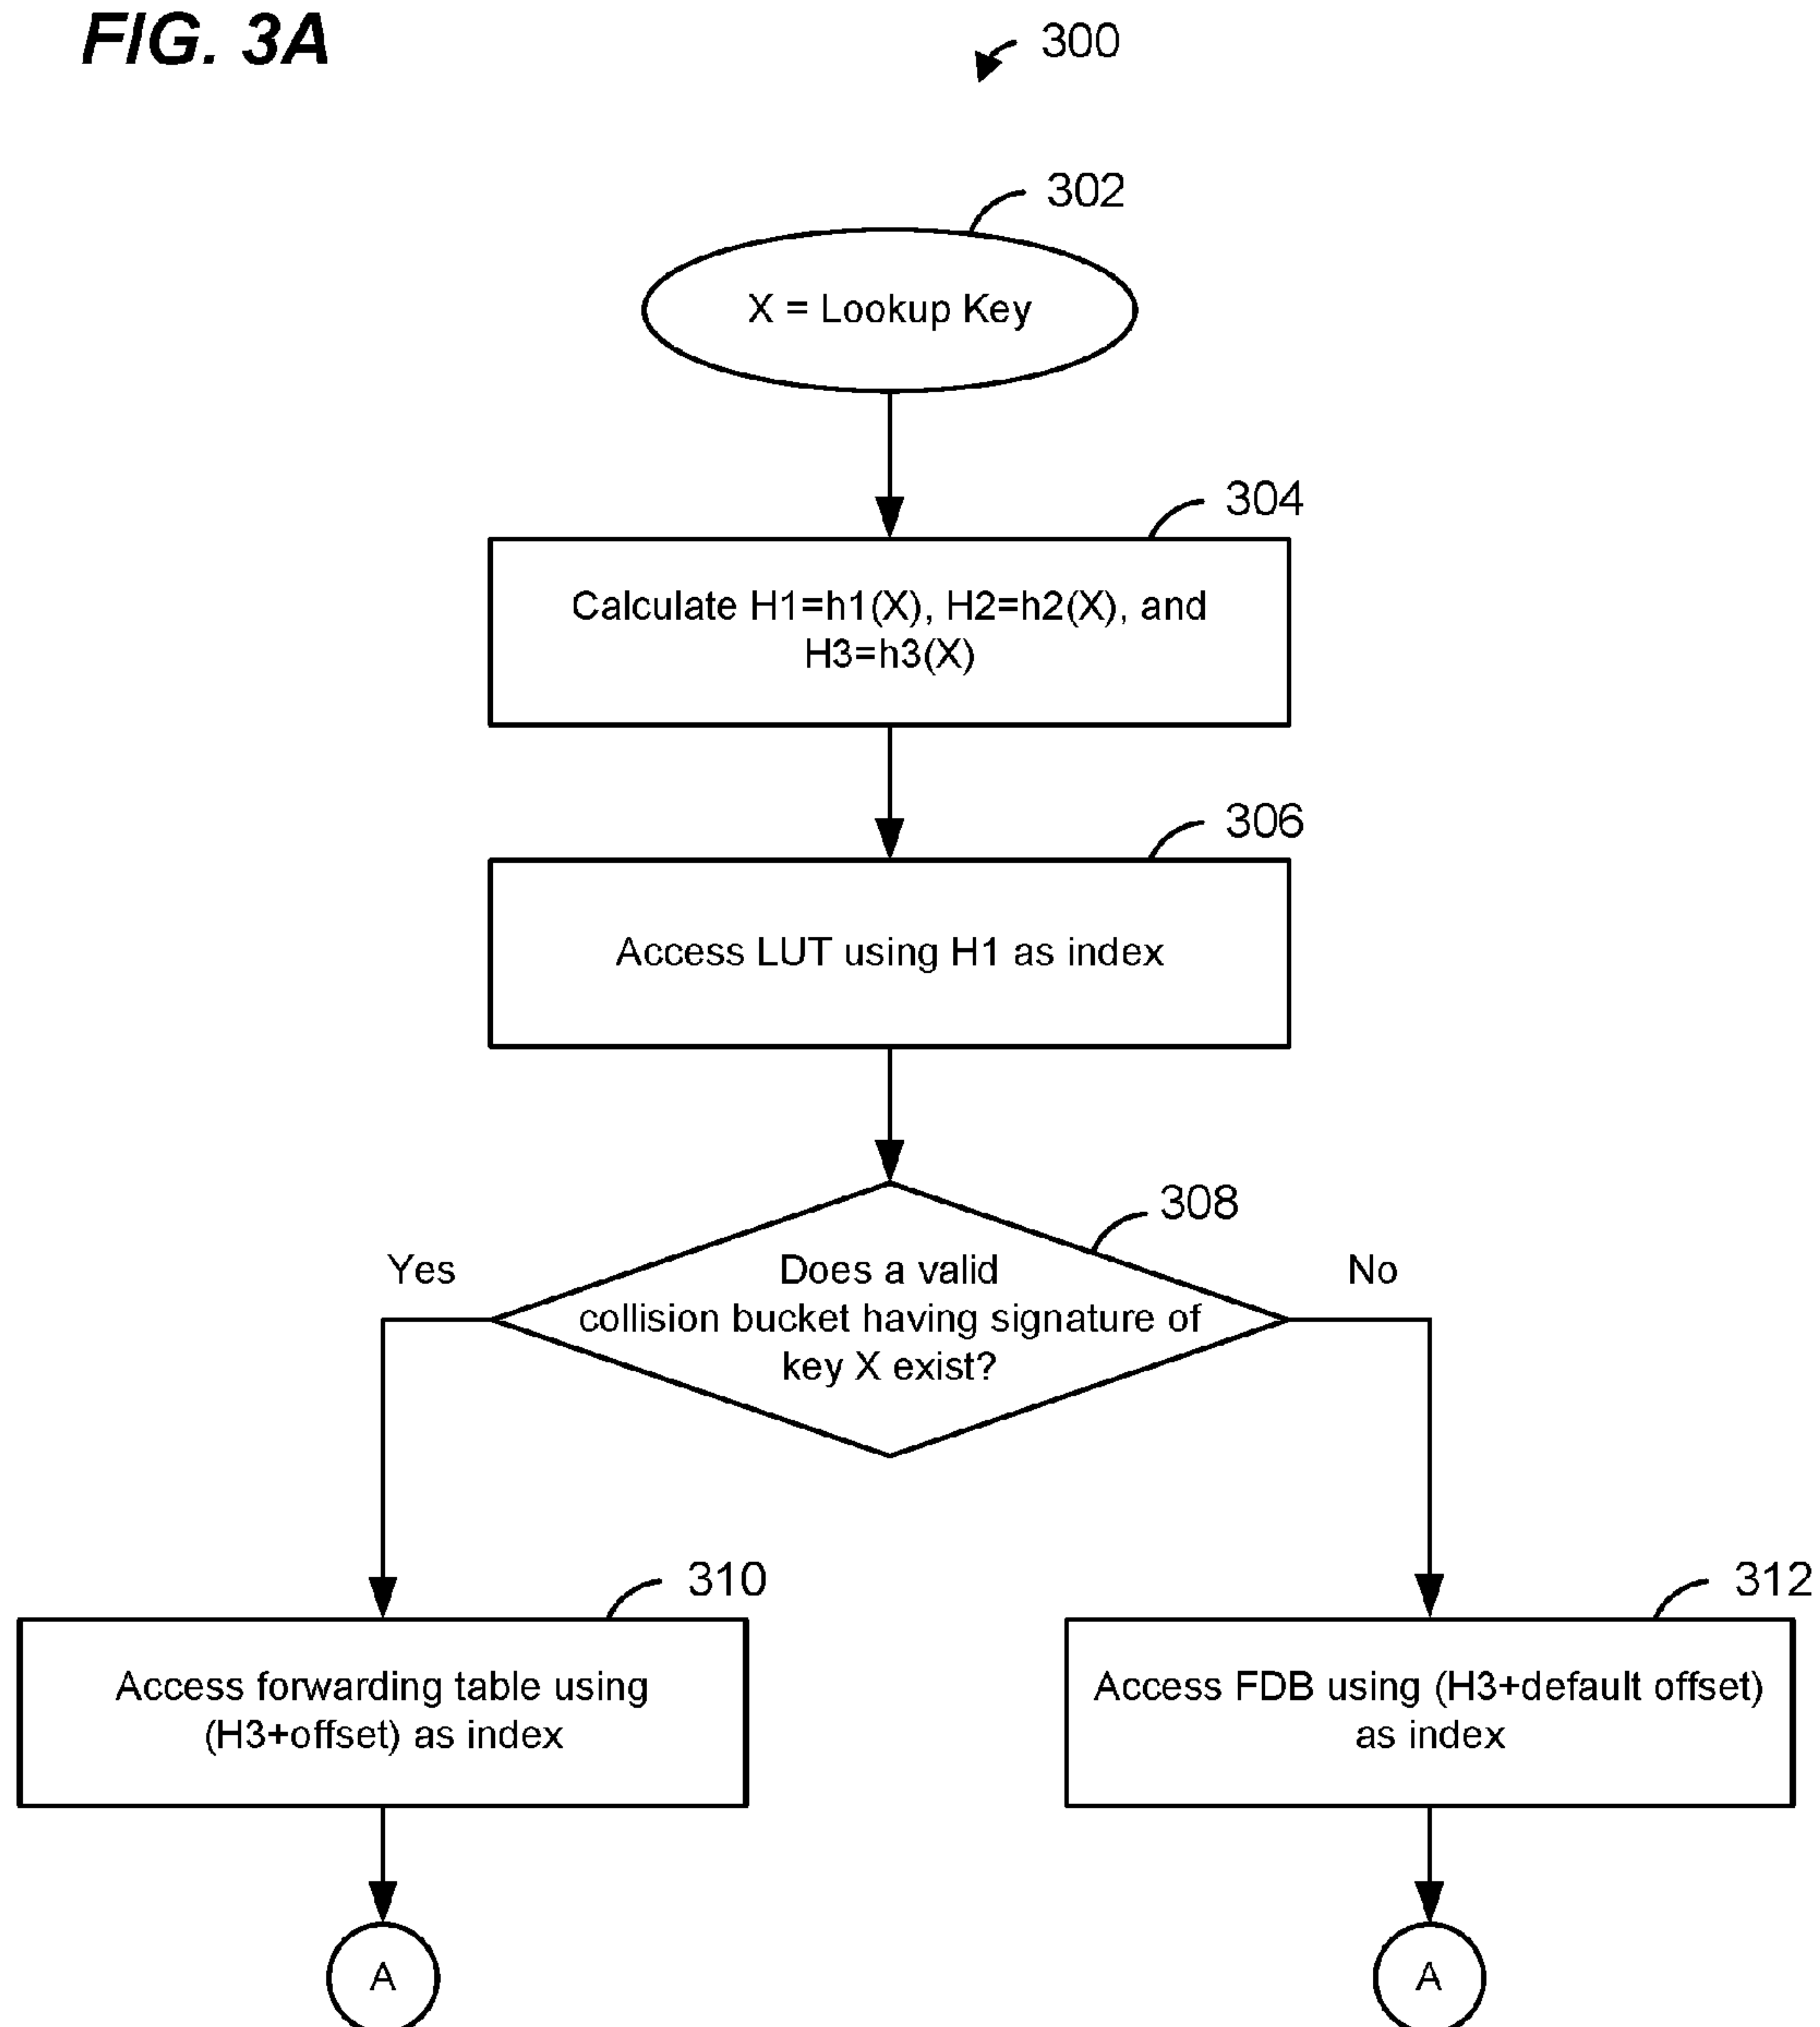 FIG. 3A
300
302
X = Lookup Key
304
Calculate H1=h1(X), H2=h2(X), and
H3=h3(X)
306
Access LUT using H1 as index
308
Yes
No
Does a valid
collision bucket having signature of
key X exist?
310
312
Access forwarding table using
(H3+offset) as index
Access FDB using (H3+default offset)
as index
A
A